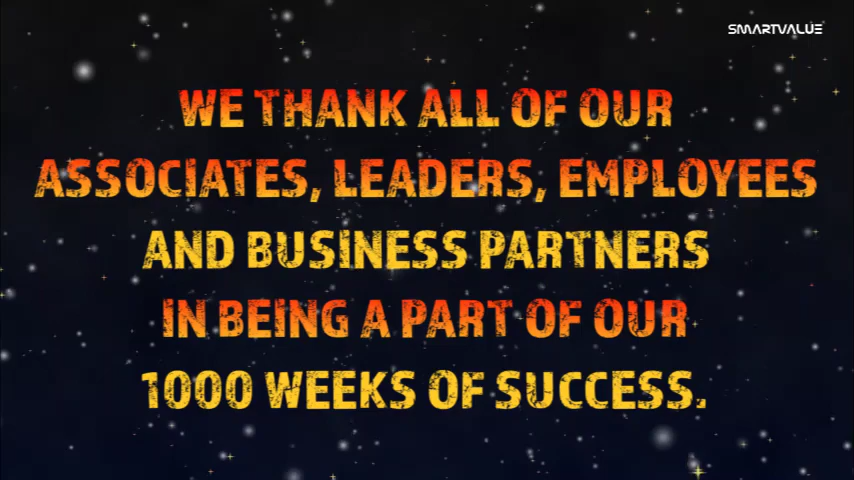 SMARTVALUE
WE THANK ALL OF OUR
ASSOCIATES, LEADERS, EMPLOYEES
AND BUSINESS PARTNERS
IN BEING A PART OF OUR
1000 WEEKS OF SUCCESS.